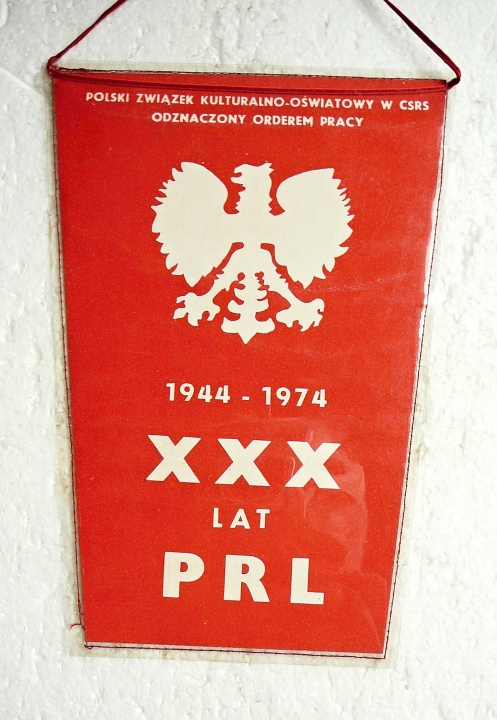 POLSKI ZWIĄZEK KULTURALNO-OŚWIATOWY W CSRS
ODZNACZONY ORDEREM PRACY
1944 - 1974
XXX
LAT
PRL